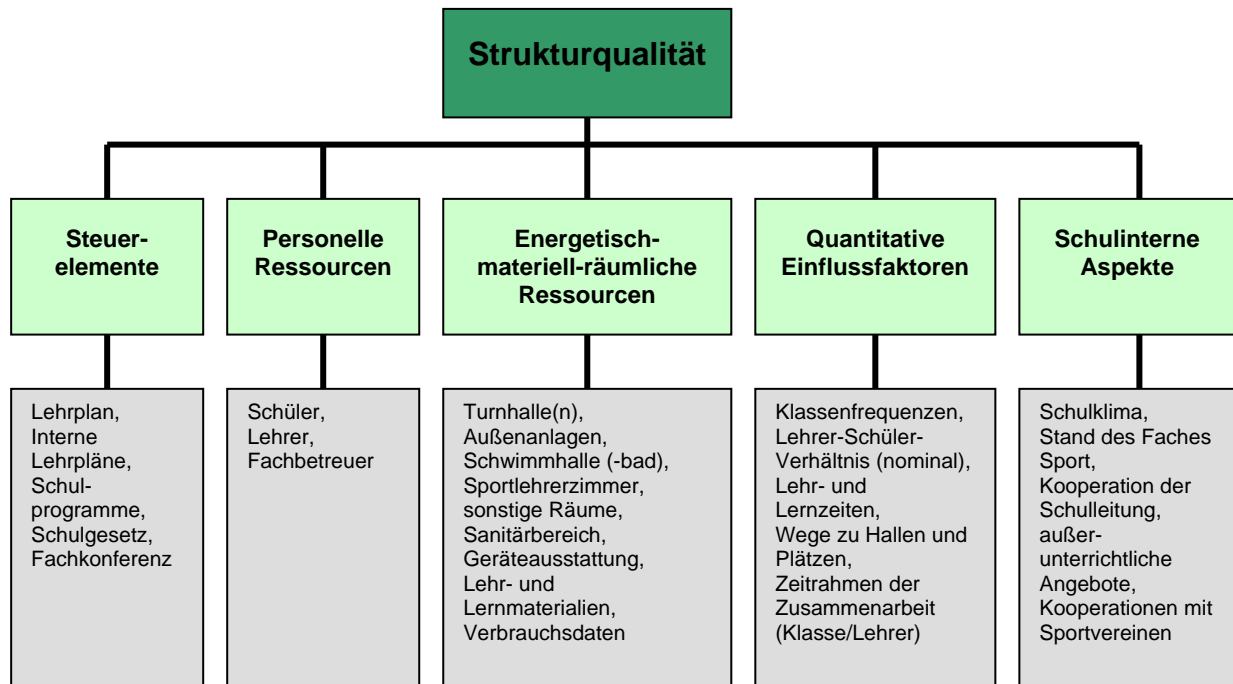 Strukturqualität
Steuer-
elemente
Personelle
Ressourcen
Energetisch-
materiell-räumliche
Ressourcen
Quantitative
Einflussfaktoren
Schulinterne
Aspekte
Lehrplan,
Interne
Lehrpläne,
Schul-
programme,
Schulgesetz,
Fachkonferenz
Schüler,
Lehrer,
Fachbetreuer
Turnhalle(n),
Außenanlagen,
Schwimmhalle (-bad),
Sportlehrerzimmer,
sonstige Räume,
Sanitärbereich,
Geräteausstattung,
Lehr- und
Lernmaterialien,
Verbrauchsdaten
Klassenfrequenzen,
Lehrer-Schüler-
Verhältnis (nominal),
Lehr- und
Lernzeiten,
Wege zu Hallen und
Plätzen,
Zeitrahmen der
Zusammenarbeit
(Klasse/Lehrer)
Schulklima,
Stand des Faches
Sport,
Kooperation der
Schulleitung,
außer-
unterrichtliche
Angebote,
Kooperationen mit
Sportvereinen